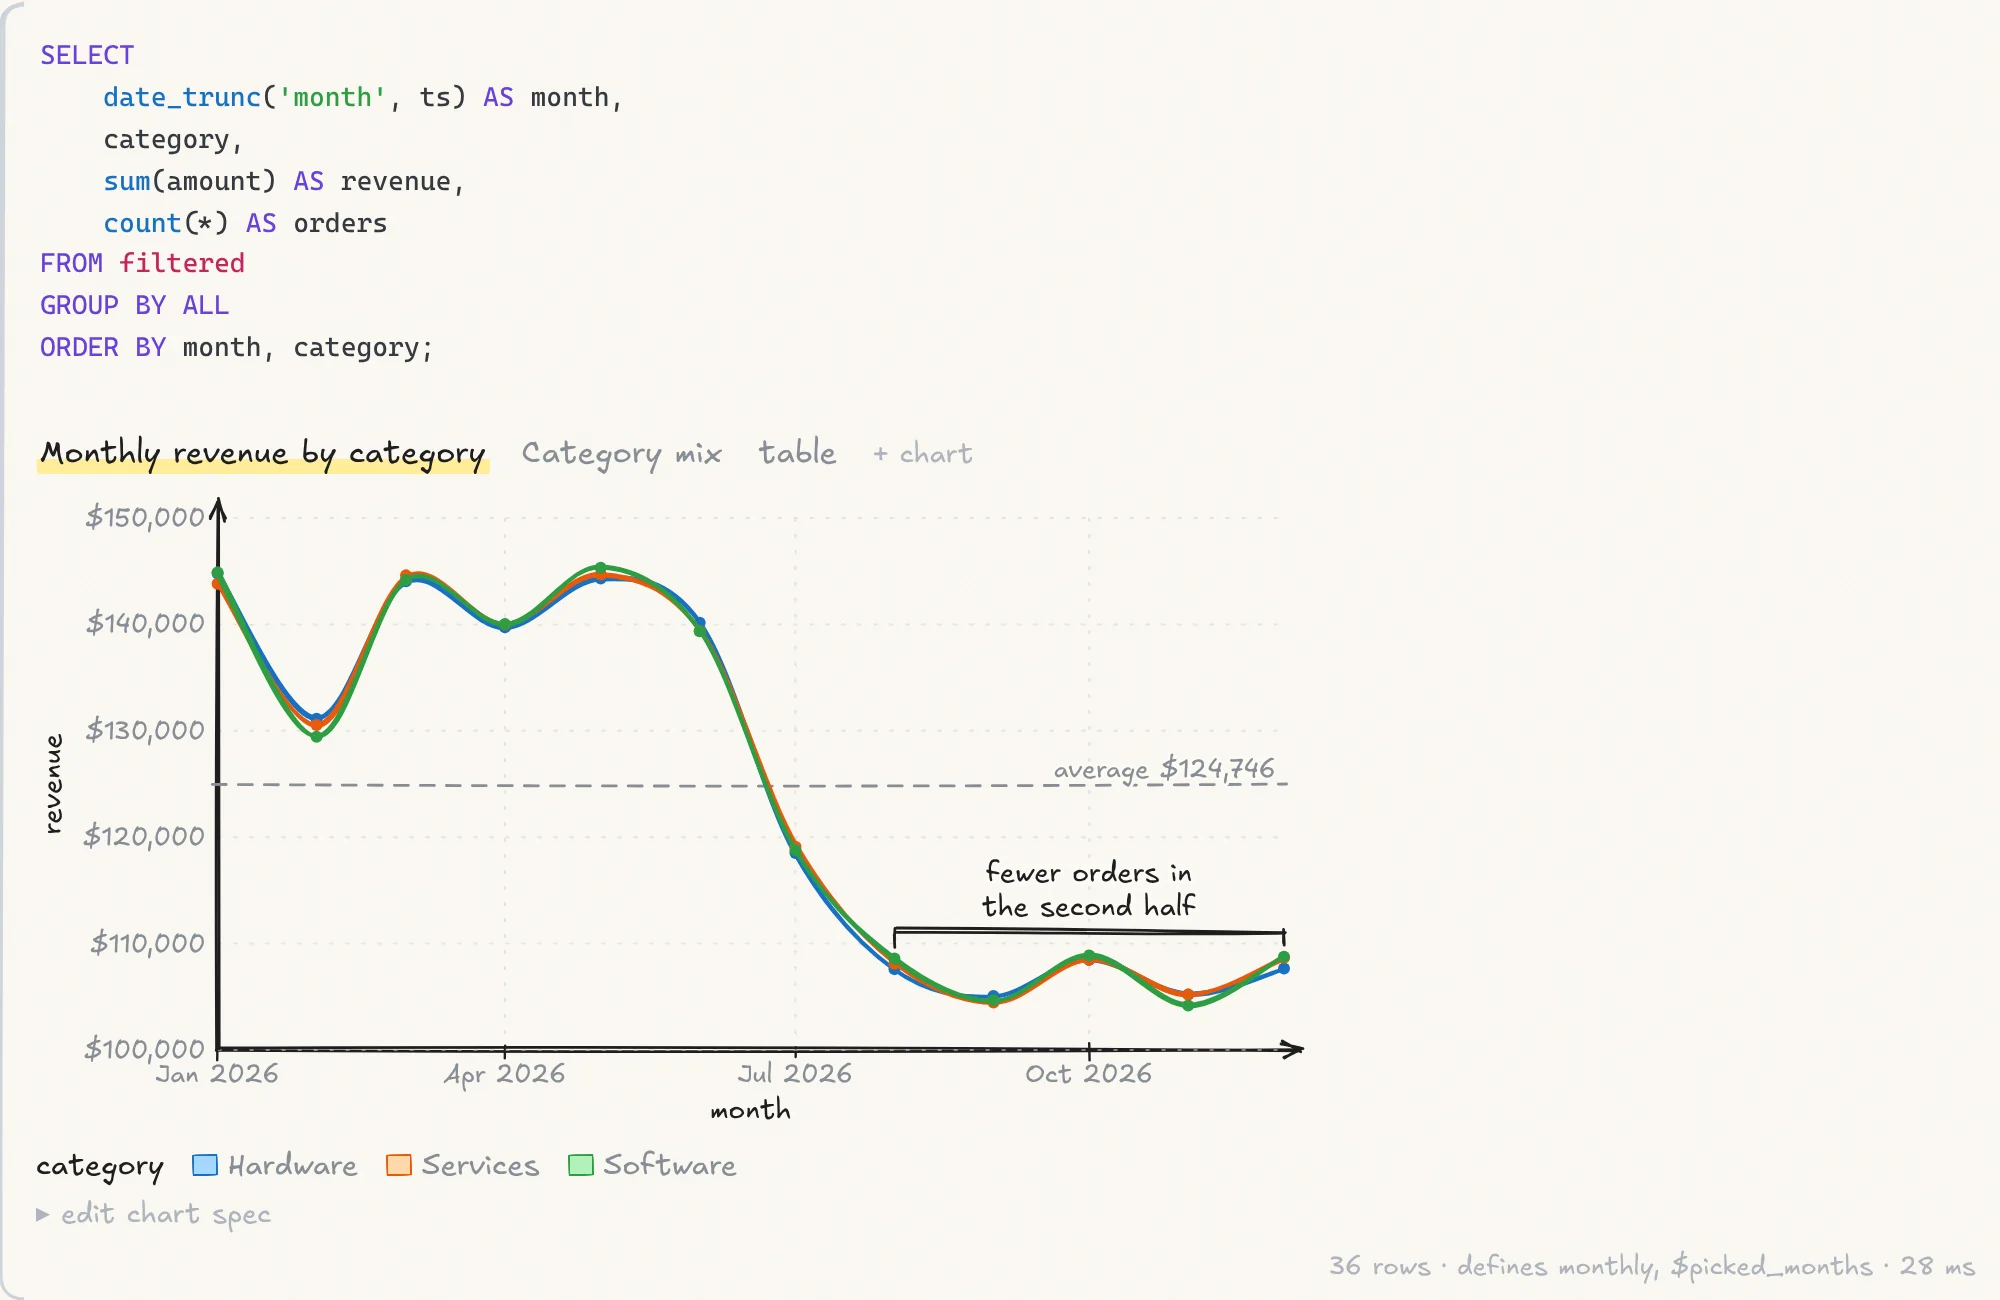 SELECT
    date_trunc('month', ts) AS month,
    category,
    sum(amount) AS revenue,
    count(*) AS orders
FROM filtered
GROUP BY ALL
ORDER BY month, category;
Monthly revenue by category   Category mix   table   + chart
$150,000
$140,000
$130,000
$120,000
$110,000
$100,000
revenue
average $124,746
fewer orders in
the second half
Jan 2026   Apr 2026   Jul 2026   Oct 2026
month
category   Hardware   Services   Software
▶ edit chart spec
36 rows · defines monthly, $picked_months · 28 ms